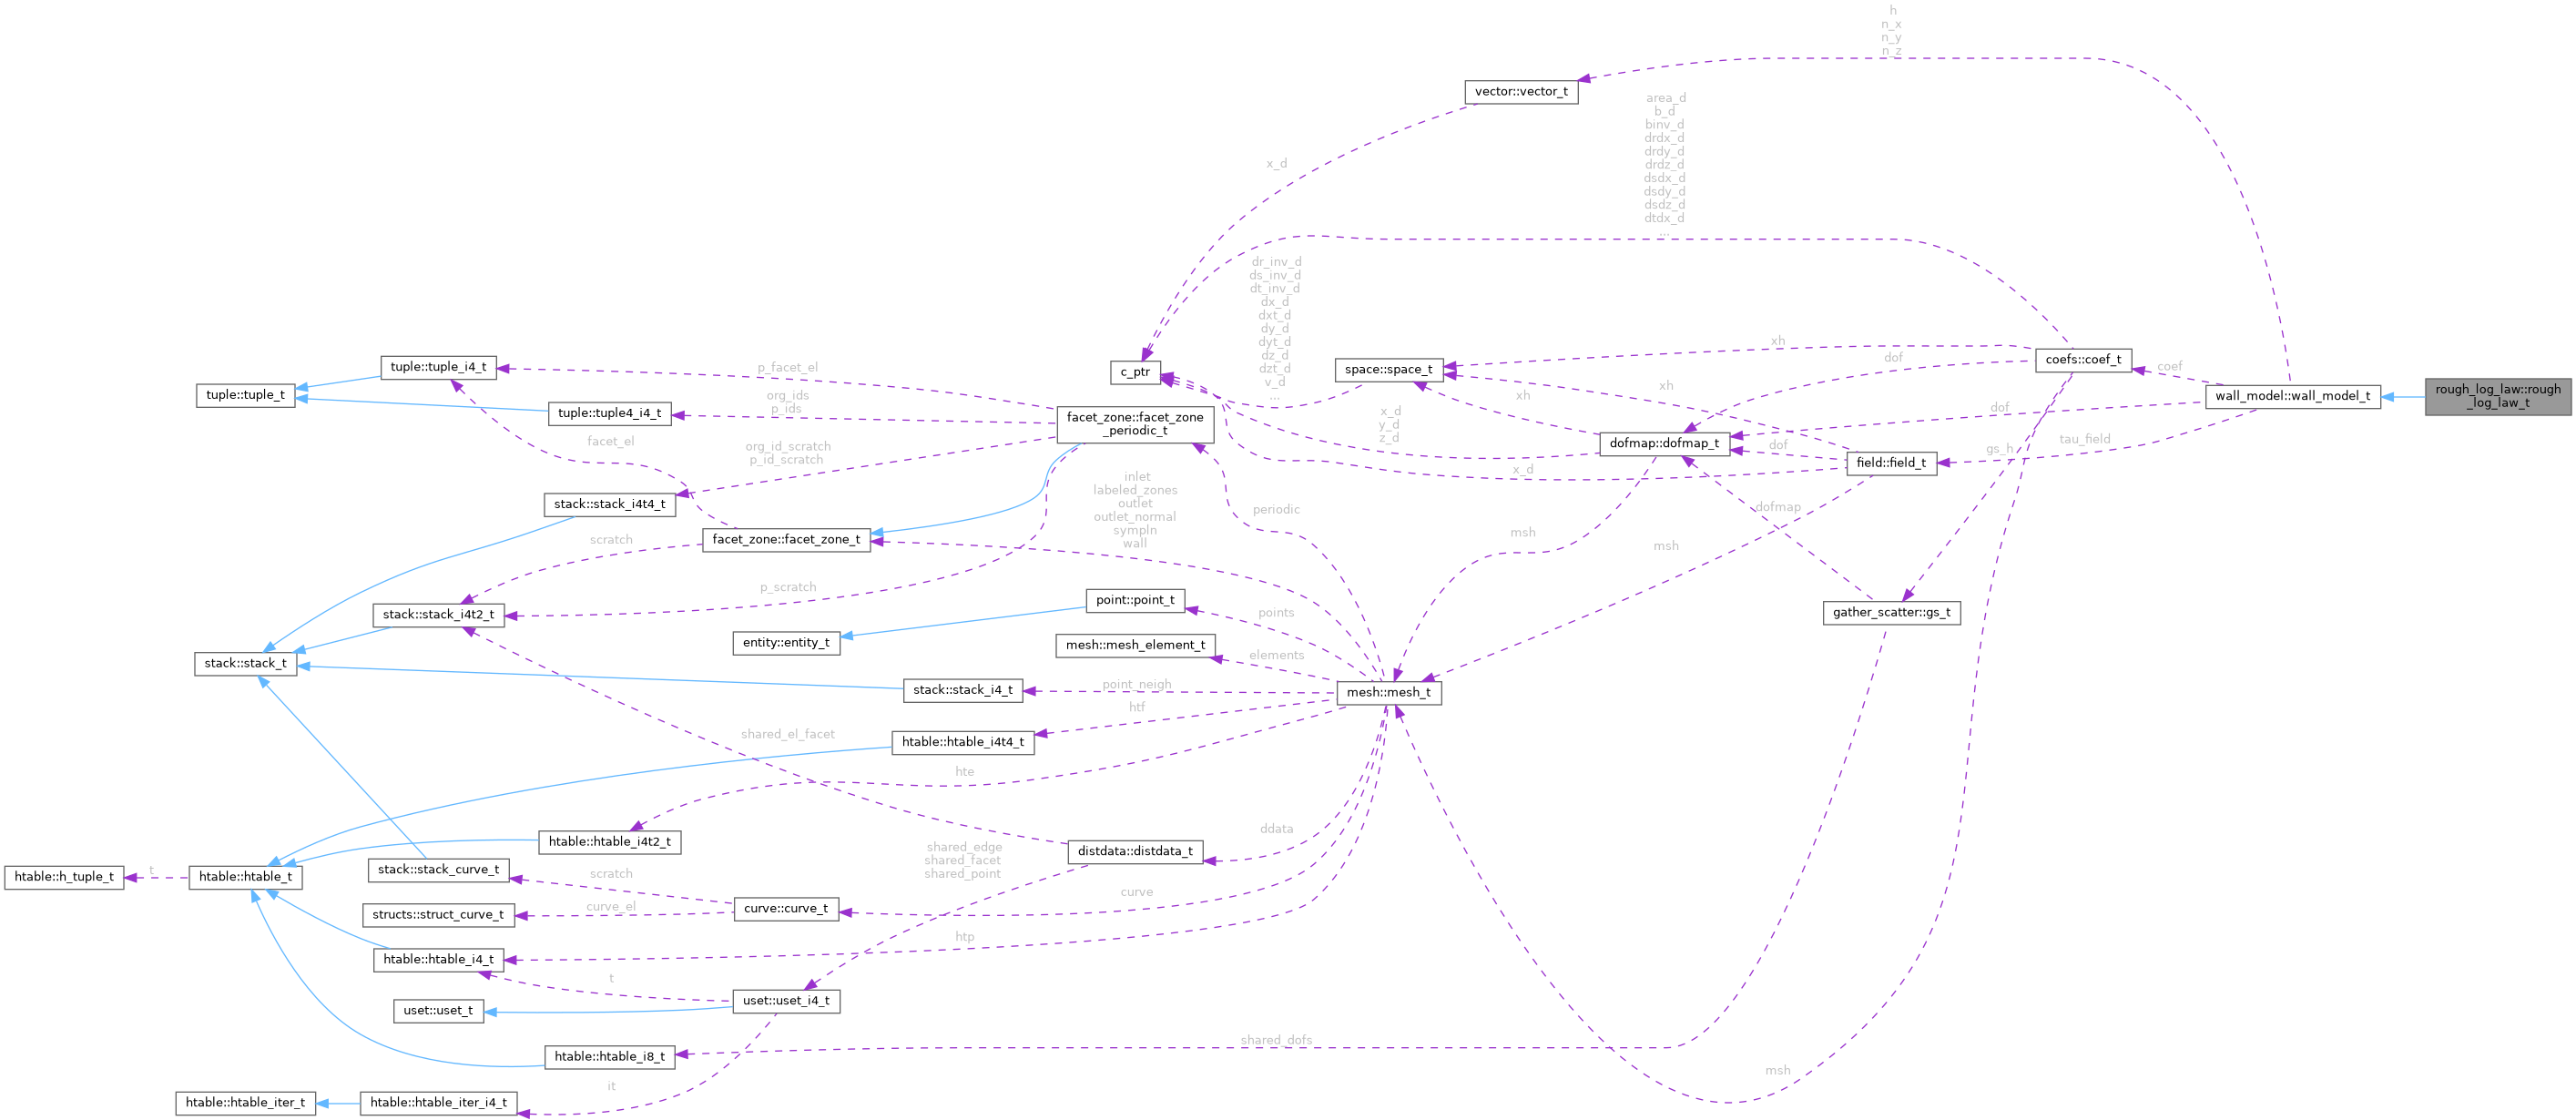 h
n_x
n_y
n_z
vector::vector_t
area_d
b_d
binv_d
drdx_d
drdy_d
drdz_d
dsdx_d
dsdy_d
dsdz_d
dtdx_d
...
x_d
dr_inv_d
ds_inv_d
dt_inv_d
dx_d
dxt_d
dy_d
dyt_d
dz_d
dzt_d
v_d
...
xh
dof
coefs::coef_t
coef
tuple::tuple_i4_t
p_facet_el
c_ptr
space::space_t
xh
xh
tuple::tuple_t
org_ids
p_ids
tuple::tuple4_i4_t
facet_zone::facet_zone
_periodic_t
wall_model::wall_model_t
rough_log_law::rough
_log_law_t
dof
x_d
y_d
z_d
facet_el
org_id_scratch
p_id_scratch
dofmap::dofmap_t
dof
tau_field
field::field_t
gs_h
x_d
inlet
labeled_zones
outlet
outlet_normal
sympln
wall
stack::stack_i4t4_t
periodic
dofmap
scratch
facet_zone::facet_zone_t
msh
msh
p_scratch
point::point_t
points
stack::stack_i4t2_t
gather_scatter::gs_t
entity::entity_t
mesh::mesh_element_t
elements
stack::stack_t
stack::stack_i4_t
point_neigh
mesh::mesh_t
htf
shared_el_facet
htable::htable_i4t4_t
hte
htable::htable_i4t2_t
ddata
shared_edge
shared_facet
shared_point
distdata::distdata_t
htable::h_tuple_t
t
htable::htable_t
stack::stack_curve_t
scratch
curve
structs::struct_curve_t
curve_el
curve::curve_t
htp
htable::htable_i4_t
t
uset::uset_i4_t
uset::uset_t
shared_dofs
htable::htable_i8_t
msh
it
htable::htable_iter_t
htable::htable_iter_i4_t